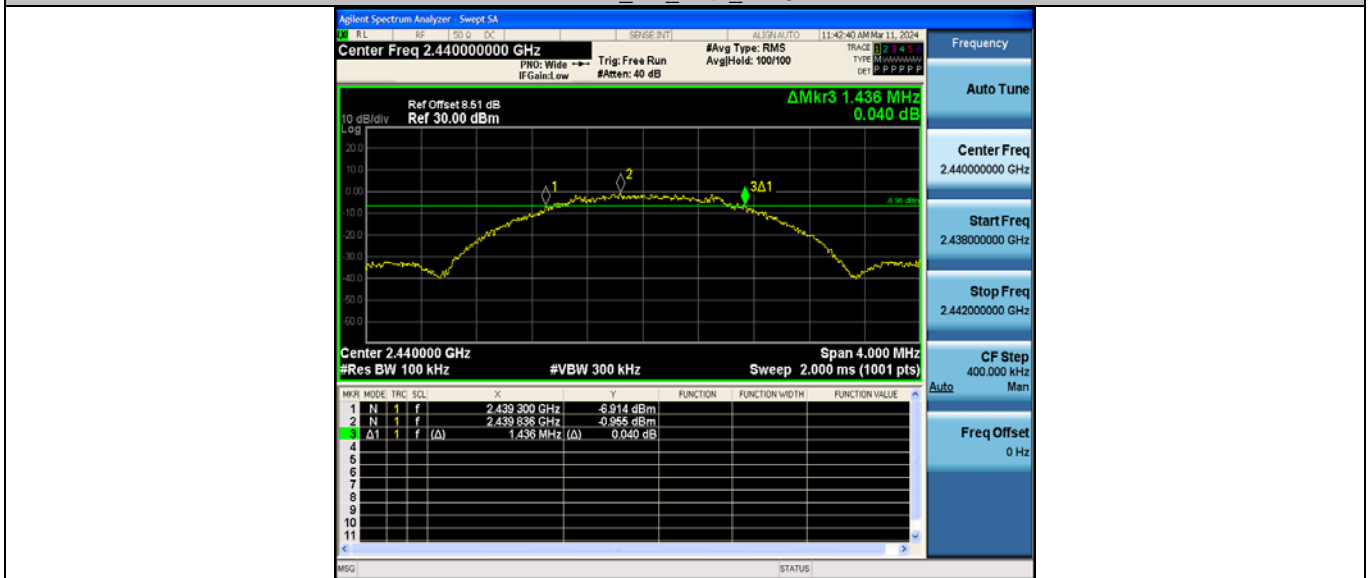 Agilent Spectrum Analyzer - Swept SA
RL RF 50 Ω DC SENSE:INT ALIGNAUTO 11:42:40 AM Mar 11, 2024
Center Freq 2.440000000 GHz
PNO: Wide
IFGain:Low
Trig: Free Run
#Atten: 40 dB
#Avg Type: RMS
Avg|Hold: 100/100
TRACE 1 2 3 4 5 6
TYPE M
DET P P P P P P
Frequency
ΔMkr3 1.436 MHz
0.040 dB
Ref Offset 8.51 dB
10 dB/div Ref 30.00 dBm
Log
20.0
10.0
0.00
-10.0
-20.0
-30.0
-40.0
-50.0
-60.0
1
2
3Δ1
-6.96 dBm
Center 2.440000 GHz Span 4.000 MHz
#Res BW 100 kHz #VBW 300 kHz Sweep 2.000 ms (1001 pts)
MKR MODE TRC SCL X Y FUNCTION FUNCTION WIDTH FUNCTION VALUE
1 N 1 f 2.439 300 GHz -6.914 dBm
2 N 1 f 2.439 836 GHz -0.955 dBm
3 Δ1 1 f (Δ) 1.436 MHz (Δ) 0.040 dB
4
5
6
7
8
9
10
11
MSG STATUS
Auto Tune
Center Freq
2.440000000 GHz
Start Freq
2.438000000 GHz
Stop Freq
2.442000000 GHz
CF Step
400.000 kHz
Auto Man
Freq Offset
0 Hz